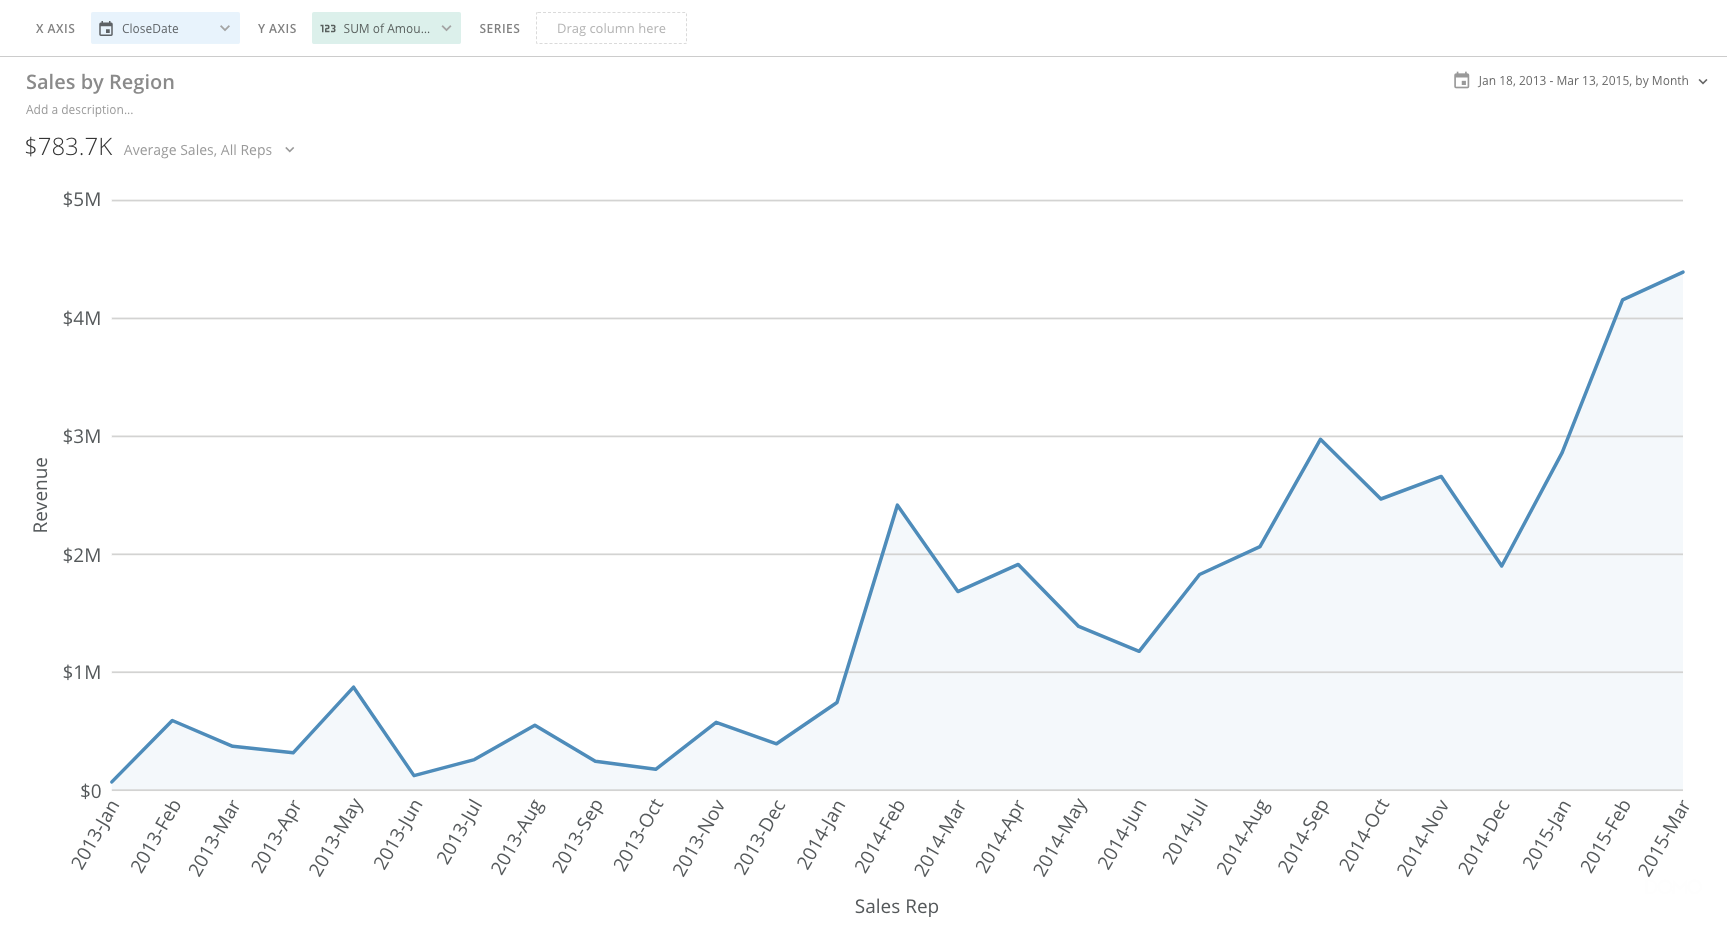 X AXIS CloseDate Y AXIS 123 SUM of Amou... SERIES Drag column here
Sales by Region
Jan 18, 2013 - Mar 13, 2015, by Month
Add a description...
$783.7K Average Sales, All Reps
$5M
$4M
$3M
$2M
$1M
$0
Revenue
2013-Jan
2013-Feb
2013-Mar
2013-Apr
2013-May
2013-Jun
2013-Jul
2013-Aug
2013-Sep
2013-Oct
2013-Nov
2013-Dec
2014-Jan
2014-Feb
2014-Mar
2014-Apr
2014-May
2014-Jun
2014-Jul
2014-Aug
2014-Sep
2014-Oct
2014-Nov
2014-Dec
2015-Jan
2015-Feb
2015-Mar
Sales Rep